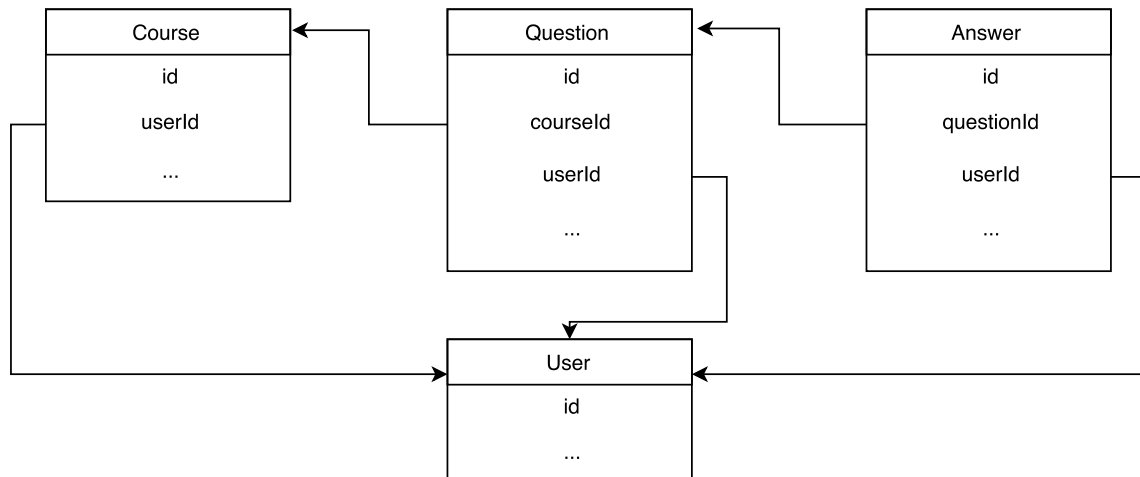 Course
id
userId
...
Question
id
courseId
userId
...
Answer
id
questionId
userId
...
User
id
...